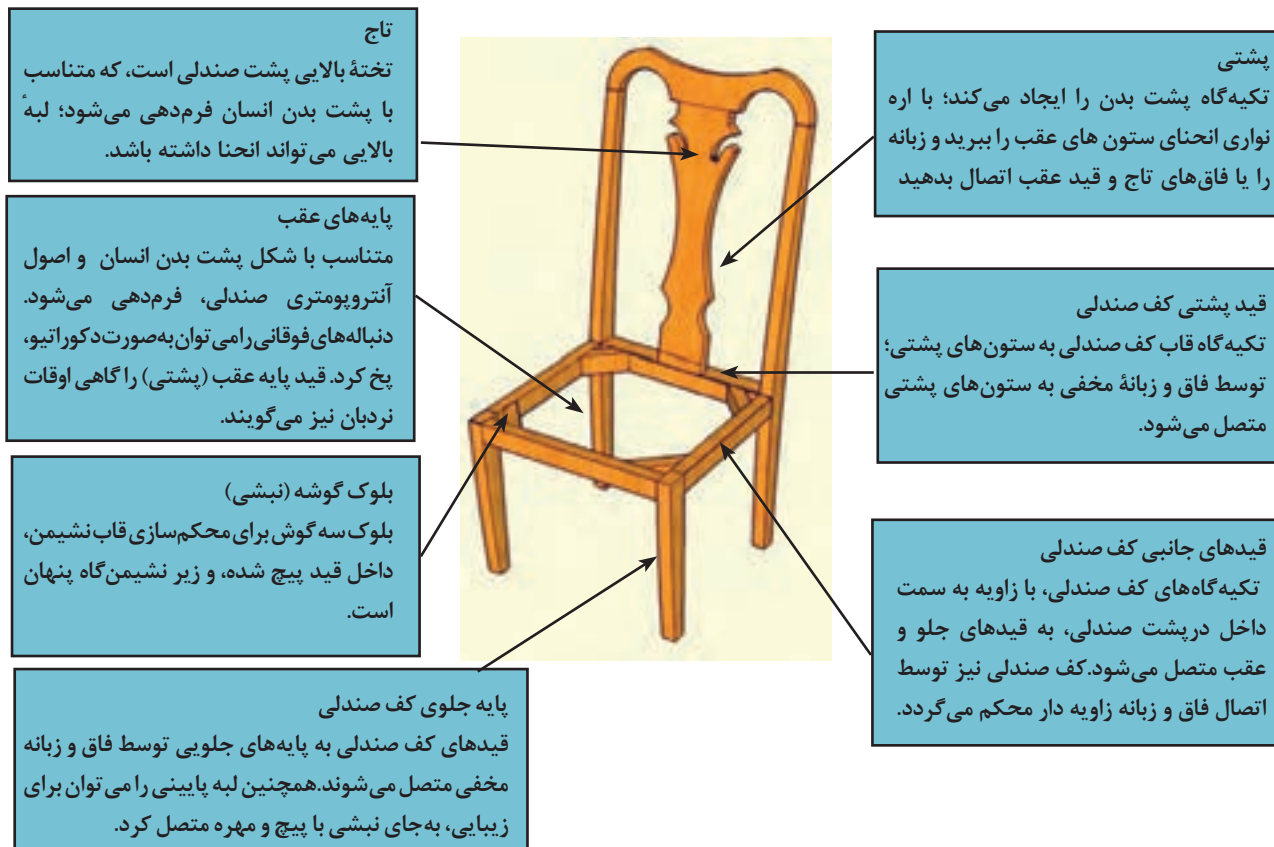 تاج
تختهٔ بالایی پشت صندلی است، که متناسب
با پشت بدن انسان فرم‌دهی می‌شود؛ لبهٔ
بالایی می‌تواند انحنا داشته باشد.
پشتی
تکیه‌گاه پشت بدن را ایجاد می‌کند؛ با اره
نواری انحنای ستون های عقب را ببرید و زبانه
را یا فاق‌های تاج و قید عقب اتصال بدهید
پایه‌های عقب
متناسب با شکل پشت بدن انسان و اصول
آنتروپومتری صندلی، فرم‌دهی می‌شود.
دنباله‌های فوقانی را می‌توان به‌صورت دکوراتیو،
پخ کرد. قید پایه عقب (پشتی) را گاهی اوقات
نردبان نیز می‌گویند.
قید پشتی کف صندلی
تکیه‌گاه قاب کف صندلی به ستون‌های پشتی؛
توسط فاق و زبانهٔ مخفی به ستون‌های پشتی
متصل می‌شود.
بلوک گوشه (نبشی)
بلوک سه گوش برای محکم‌سازی قاب نشیمن،
داخل قید پیچ شده، و زیر نشیمن‌گاه پنهان
است.
قیدهای جانبی کف صندلی
تکیه‌گاه‌های کف صندلی، با زاویه به سمت
داخل درپشت صندلی، به قیدهای جلو و
عقب متصل می‌شود.کف صندلی نیز توسط
اتصال فاق و زبانه زاویه دار محکم می‌گردد.
پایه جلوی کف صندلی
قیدهای کف صندلی به پایه‌های جلویی توسط فاق و زبانه
مخفی متصل می‌شوند.همچنین لبه پایینی را می‌توان برای
زیبایی، به‌جای نبشی با پیچ و مهره متصل کرد.